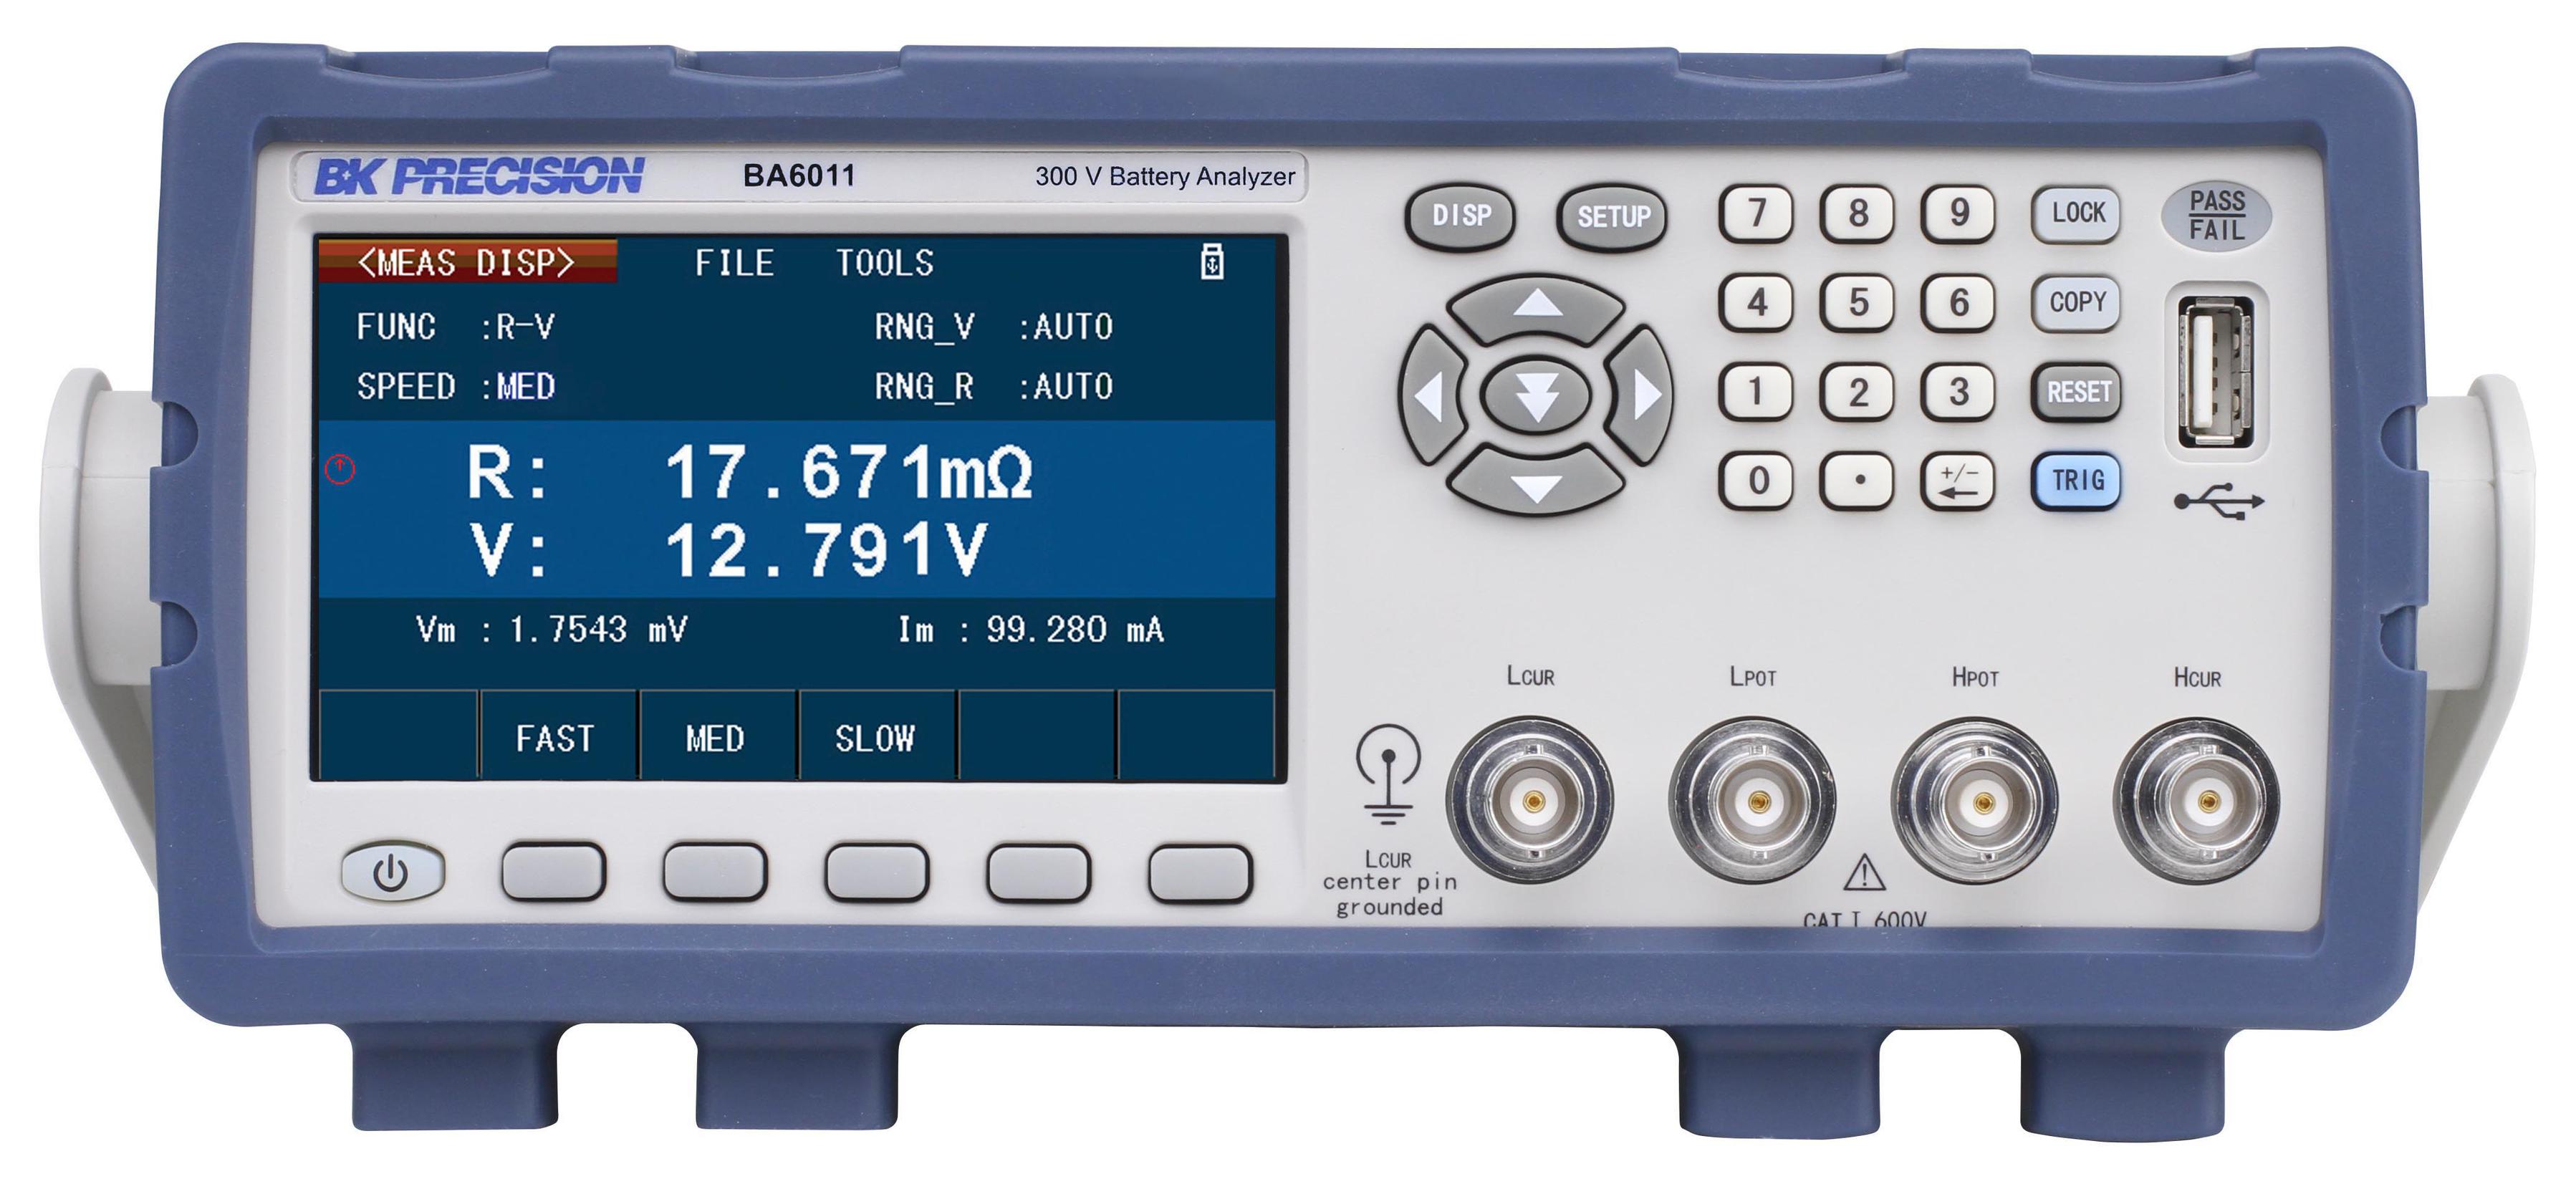 BK PRECISION BA6011 300 V Battery Analyzer
<MEAS DISP> FILE TOOLS
FUNC :R-V RNG_V :AUTO
SPEED :MED RNG_R :AUTO
R: 17.671mΩ
V: 12.791V
Vm : 1.7543 mV Im : 99.280 mA
FAST MED SLOW
DISP SETUP 7 8 9 LOCK PASS
FAIL
4 5 6 COPY
1 2 3 RESET
0 . +/- TRIG
LCUR LPOT HPOT HCUR
LCUR
center pin
grounded
CAT I 600V